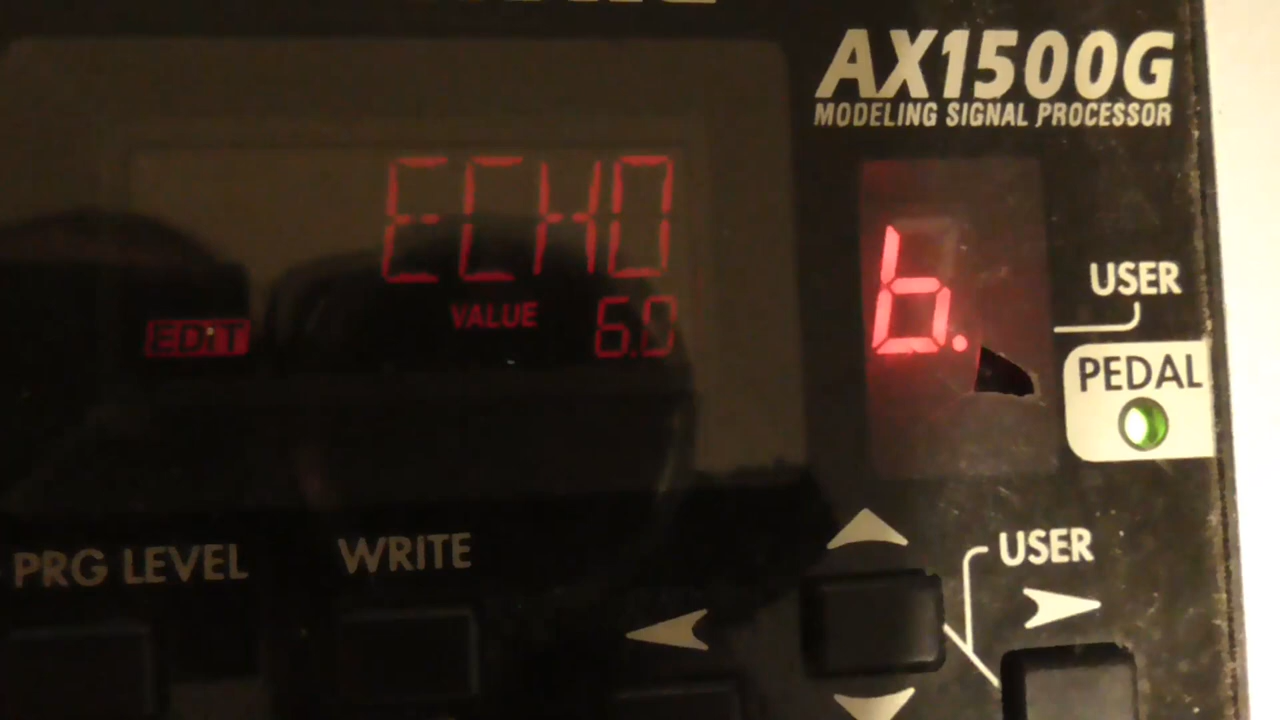 AX1500G
MODELING SIGNAL PROCESSOR
ECHO
VALUE 6.0
EDIT
6.
USER
PEDAL
PRG LEVEL
WRITE
USER